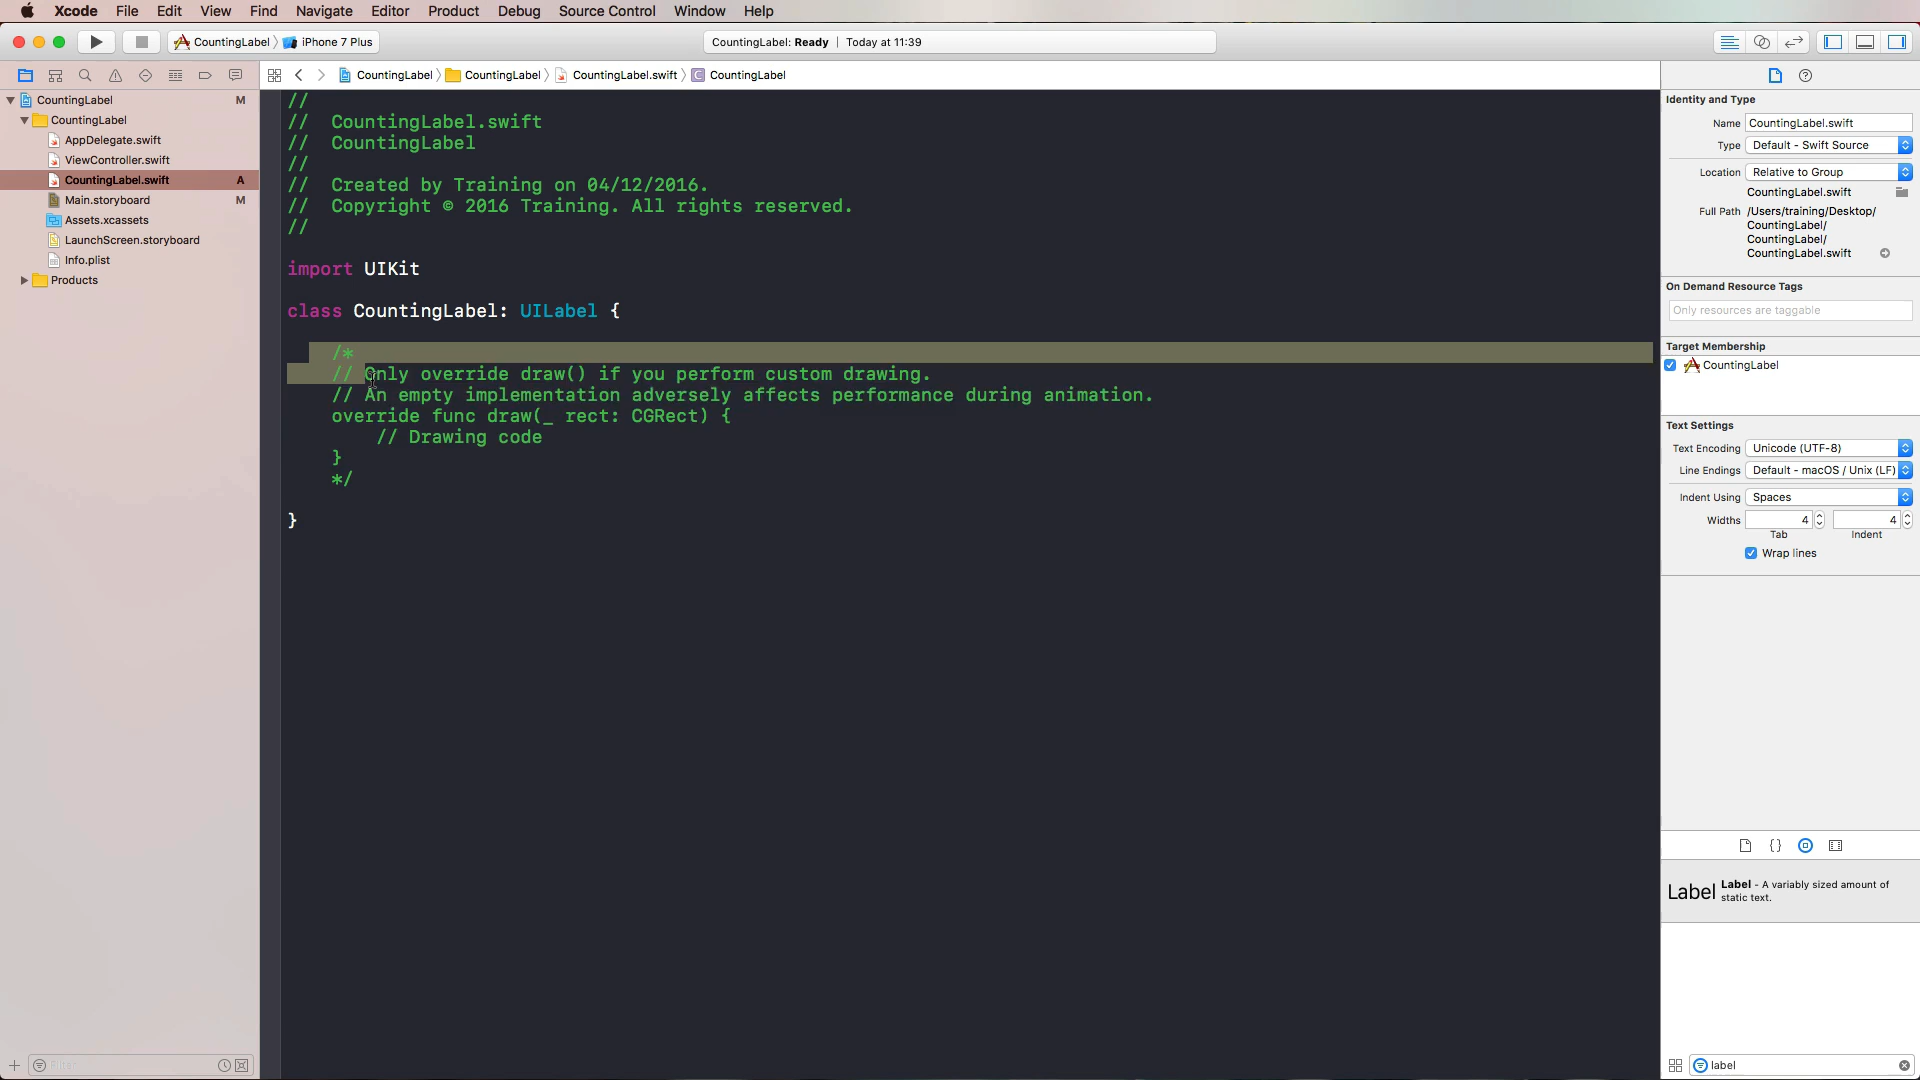 Xcode File Edit View Find Navigate Editor Product Debug Source Control Window Help
CountingLabel iPhone 7 Plus
CountingLabel: Ready | Today at 11:39
CountingLabel CountingLabel CountingLabel.swift C CountingLabel
CountingLabel M
CountingLabel
AppDelegate.swift
ViewController.swift
CountingLabel.swift A
Main.storyboard M
Assets.xcassets
LaunchScreen.storyboard
Info.plist
Products
Filter
//
// CountingLabel.swift
// CountingLabel
//
// Created by Training on 04/12/2016.
// Copyright © 2016 Training. All rights reserved.
//
import UIKit
class CountingLabel: UILabel {
/*
// Only override draw() if you perform custom drawing.
// An empty implementation adversely affects performance during animation.
override func draw(_ rect: CGRect) {
// Drawing code
}
*/
}
Identity and Type
Name CountingLabel.swift
Type Default - Swift Source
Location Relative to Group
CountingLabel.swift
Full Path /Users/training/Desktop/
CountingLabel/
CountingLabel/
CountingLabel.swift
On Demand Resource Tags
Only resources are taggable
Target Membership
CountingLabel
Text Settings
Text Encoding Unicode (UTF-8)
Line Endings Default - macOS / Unix (LF)
Indent Using Spaces
Widths 4 4
Tab Indent
Wrap lines
{}
Label Label - A variably sized amount of
static text.
label